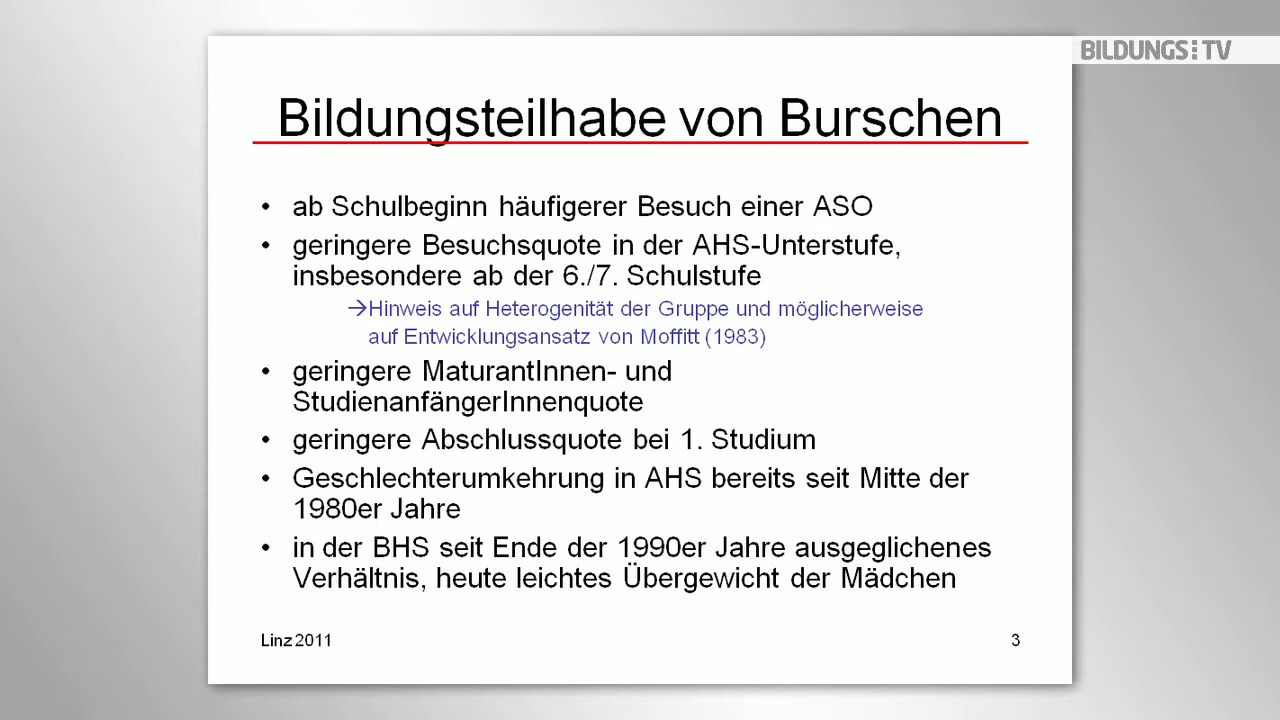 BILDUNGS:TV
Bildungsteilhabe von Burschen
• ab Schulbeginn häufigerer Besuch einer ASO
• geringere Besuchsquote in der AHS-Unterstufe,
insbesondere ab der 6./7. Schulstufe
→Hinweis auf Heterogenität der Gruppe und möglicherweise
auf Entwicklungsansatz von Moffitt (1983)
• geringere MaturantInnen- und
StudienanfängerInnenquote
• geringere Abschlussquote bei 1. Studium
• Geschlechterumkehrung in AHS bereits seit Mitte der
1980er Jahre
• in der BHS seit Ende der 1990er Jahre ausgeglichenes
Verhältnis, heute leichtes Übergewicht der Mädchen
Linz 2011
3